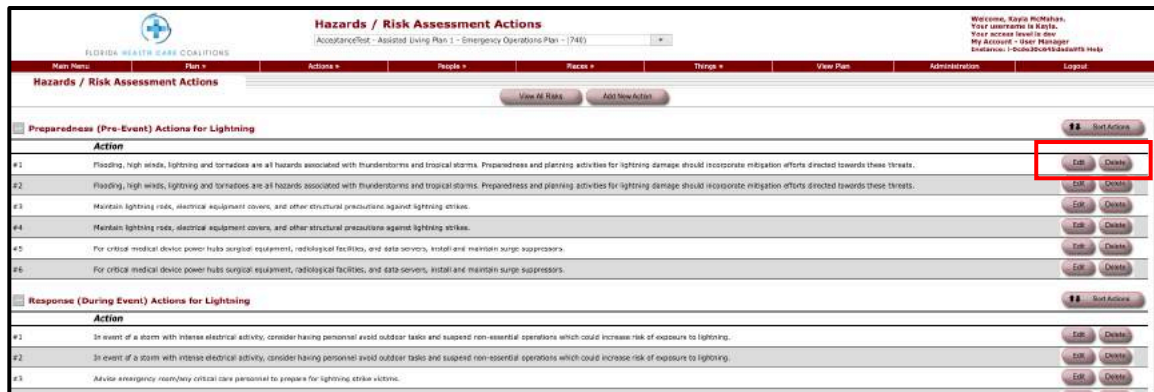 Hazards / Risk Assessment Actions
AcceptanceTest - Assisted Living Plan 1 - Emergency Operations Plan - (740)
Welcome, Kayla McMahan.
Your username is Kayla.
Your access level is dev
My Account - User Manager
FLORIDA HEALTH CARE COALITIONS
Main Menu Plan » Actions » People » Places » Things » View Plan Administration Logout
Hazards / Risk Assessment Actions
View All Risks Add New Action
Preparedness (Pre-Event) Actions for Lightning Sort Actions
Action
#1 Flooding, high winds, lightning and tornadoes are all hazards associated with thunderstorms and tropical storms. Preparedness and planning activities for lightning damage should incorporate mitigation efforts directed towards these threats. Edit Delete
#2 Flooding, high winds, lightning and tornadoes are all hazards associated with thunderstorms and tropical storms. Preparedness and planning activities for lightning damage should incorporate mitigation efforts directed towards these threats. Edit Delete
#3 Maintain lightning rods, electrical equipment covers, and other structural precautions against lightning strikes. Edit Delete
#4 Maintain lightning rods, electrical equipment covers, and other structural precautions against lightning strikes. Edit Delete
#5 For critical medical device power hubs surgical equipment, radiological facilities, and data servers, install and maintain surge suppressors. Edit Delete
#6 For critical medical device power hubs surgical equipment, radiological facilities, and data servers, install and maintain surge suppressors. Edit Delete
Response (During Event) Actions for Lightning Sort Actions
Action
#1 In event of a storm with intense electrical activity, consider having personnel avoid outdoor tasks and suspend non-essential operations which could increase risk of exposure to lightning. Edit Delete
#2 In event of a storm with intense electrical activity, consider having personnel avoid outdoor tasks and suspend non-essential operations which could increase risk of exposure to lightning. Edit Delete
#3 Advise emergency room/any critical care personnel to prepare for lightning strike victims. Edit Delete